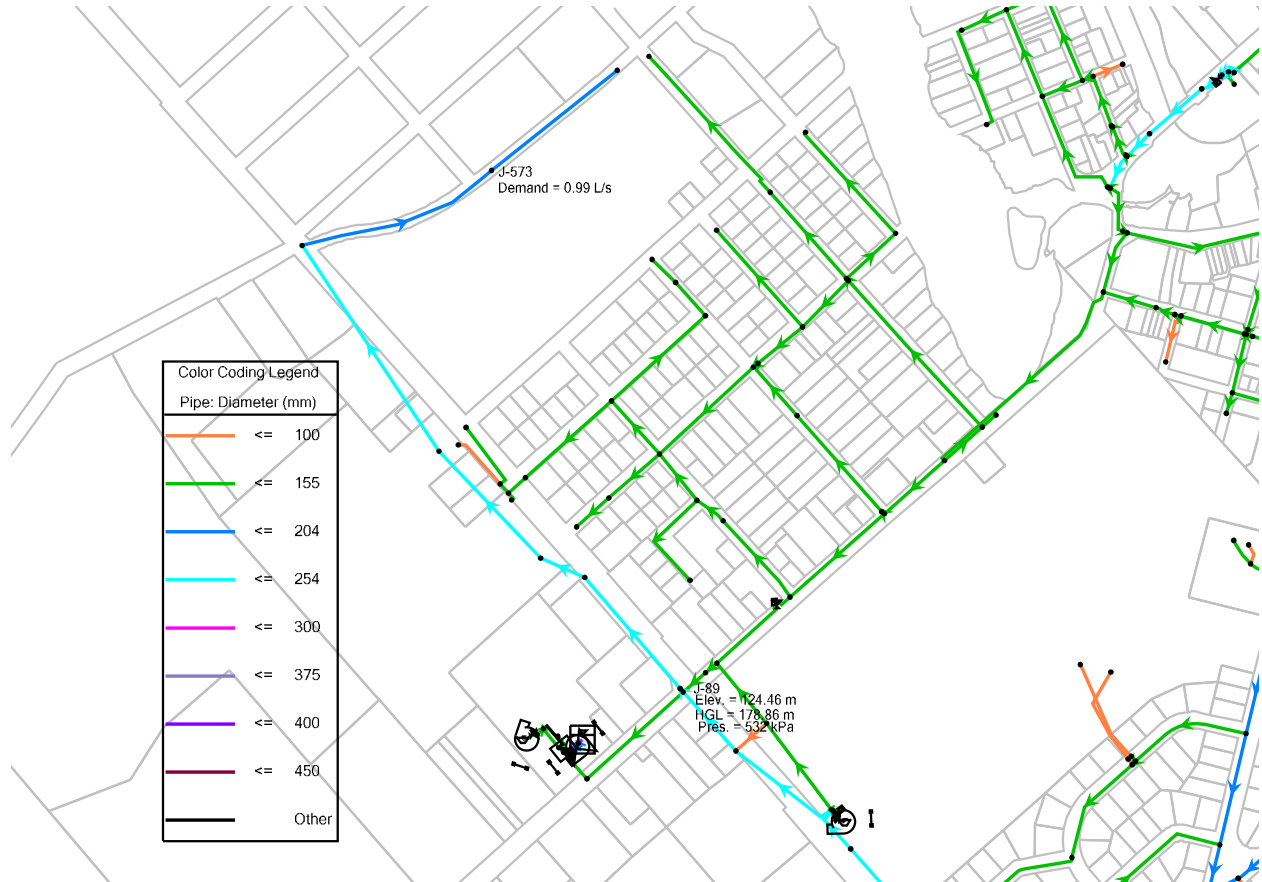 J-573
Demand = 0.99 L/s
Color Coding Legend
Pipe: Diameter (mm)
<= 100
<= 155
<= 204
<= 254
<= 300
<= 375
<= 400
<= 450
Other
J-89
Elev. = 124.46 m
HGL = 178.86 m
Pres. = 532 kPa